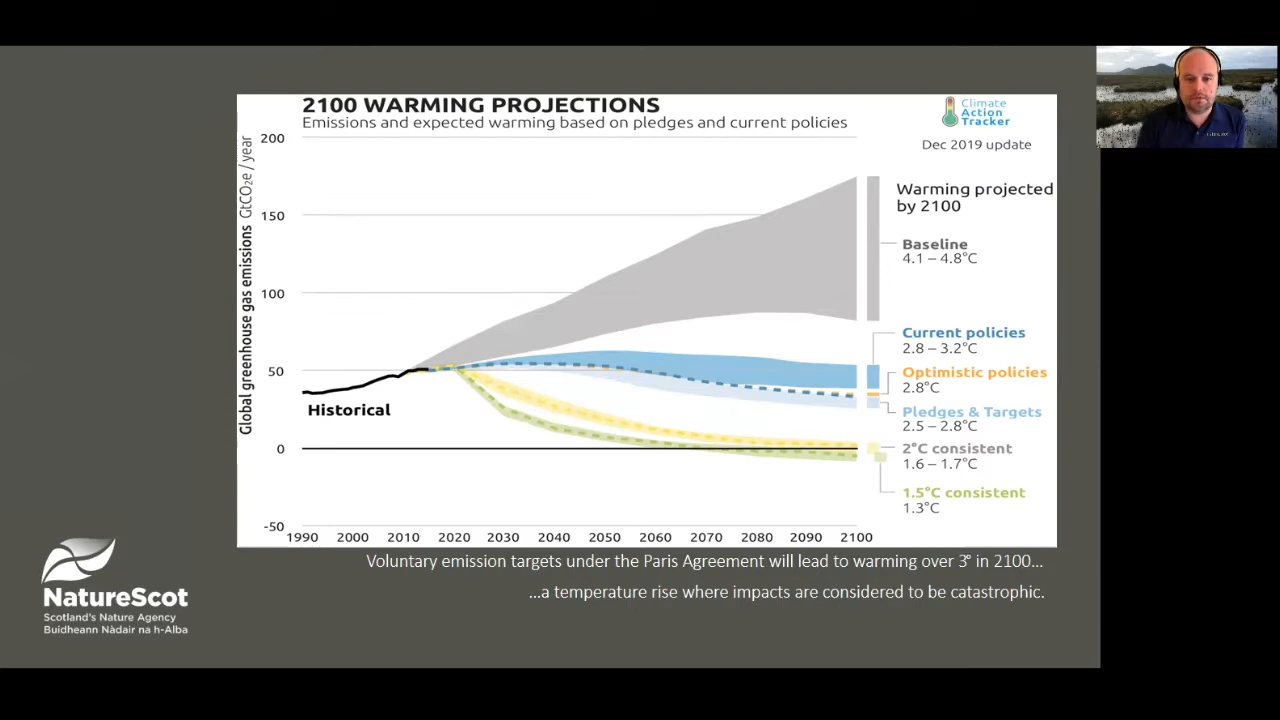 2100 WARMING PROJECTIONS
Emissions and expected warming based on pledges and current policies
Climate
Action
Tracker
Dec 2019 update
Global greenhouse gas emissions GtCO₂e / year
200
150
100
50
0
-50
Historical
1990 2000 2010 2020 2030 2040 2050 2060 2070 2080 2090 2100
Warming projected
by 2100
Baseline
4.1 – 4.8°C
Current policies
2.8 – 3.2°C
Optimistic policies
2.8°C
Pledges & Targets
2.5 – 2.8°C
2°C consistent
1.6 – 1.7°C
1.5°C consistent
1.3°C
Voluntary emission targets under the Paris Agreement will lead to warming over 3° in 2100...
...a temperature rise where impacts are considered to be catastrophic.
NatureScot
Scotland's Nature Agency
Buidheann Nàdair na h-Alba